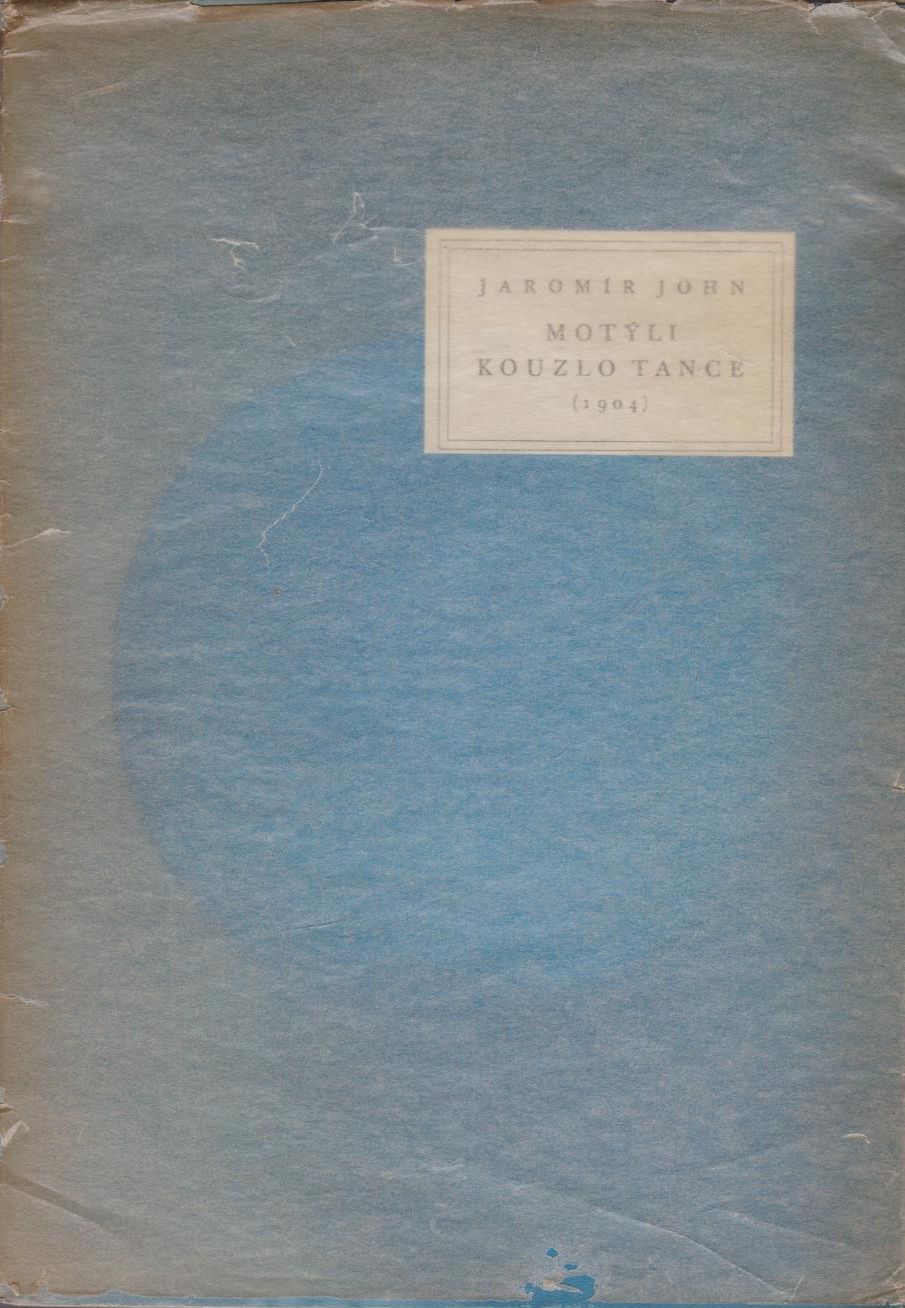 JAROMÍR JOHN
MOTÝLI
KOUZLO TANCE
(1904)